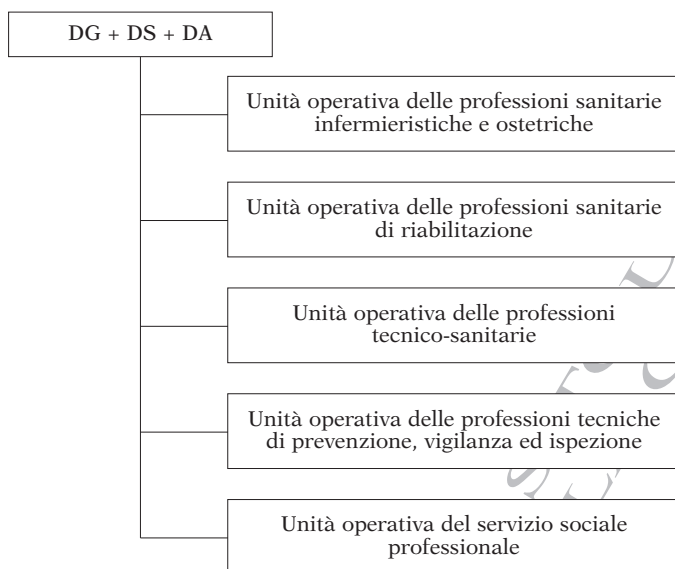 DG + DS + DA
Unità operativa delle professioni sanitarie
infermieristiche e ostetriche
Unità operativa delle professioni sanitarie
di riabilitazione
Unità operativa delle professioni
tecnico-sanitarie
Unità operativa delle professioni tecniche
di prevenzione, vigilanza ed ispezione
Unità operativa del servizio sociale
professionale